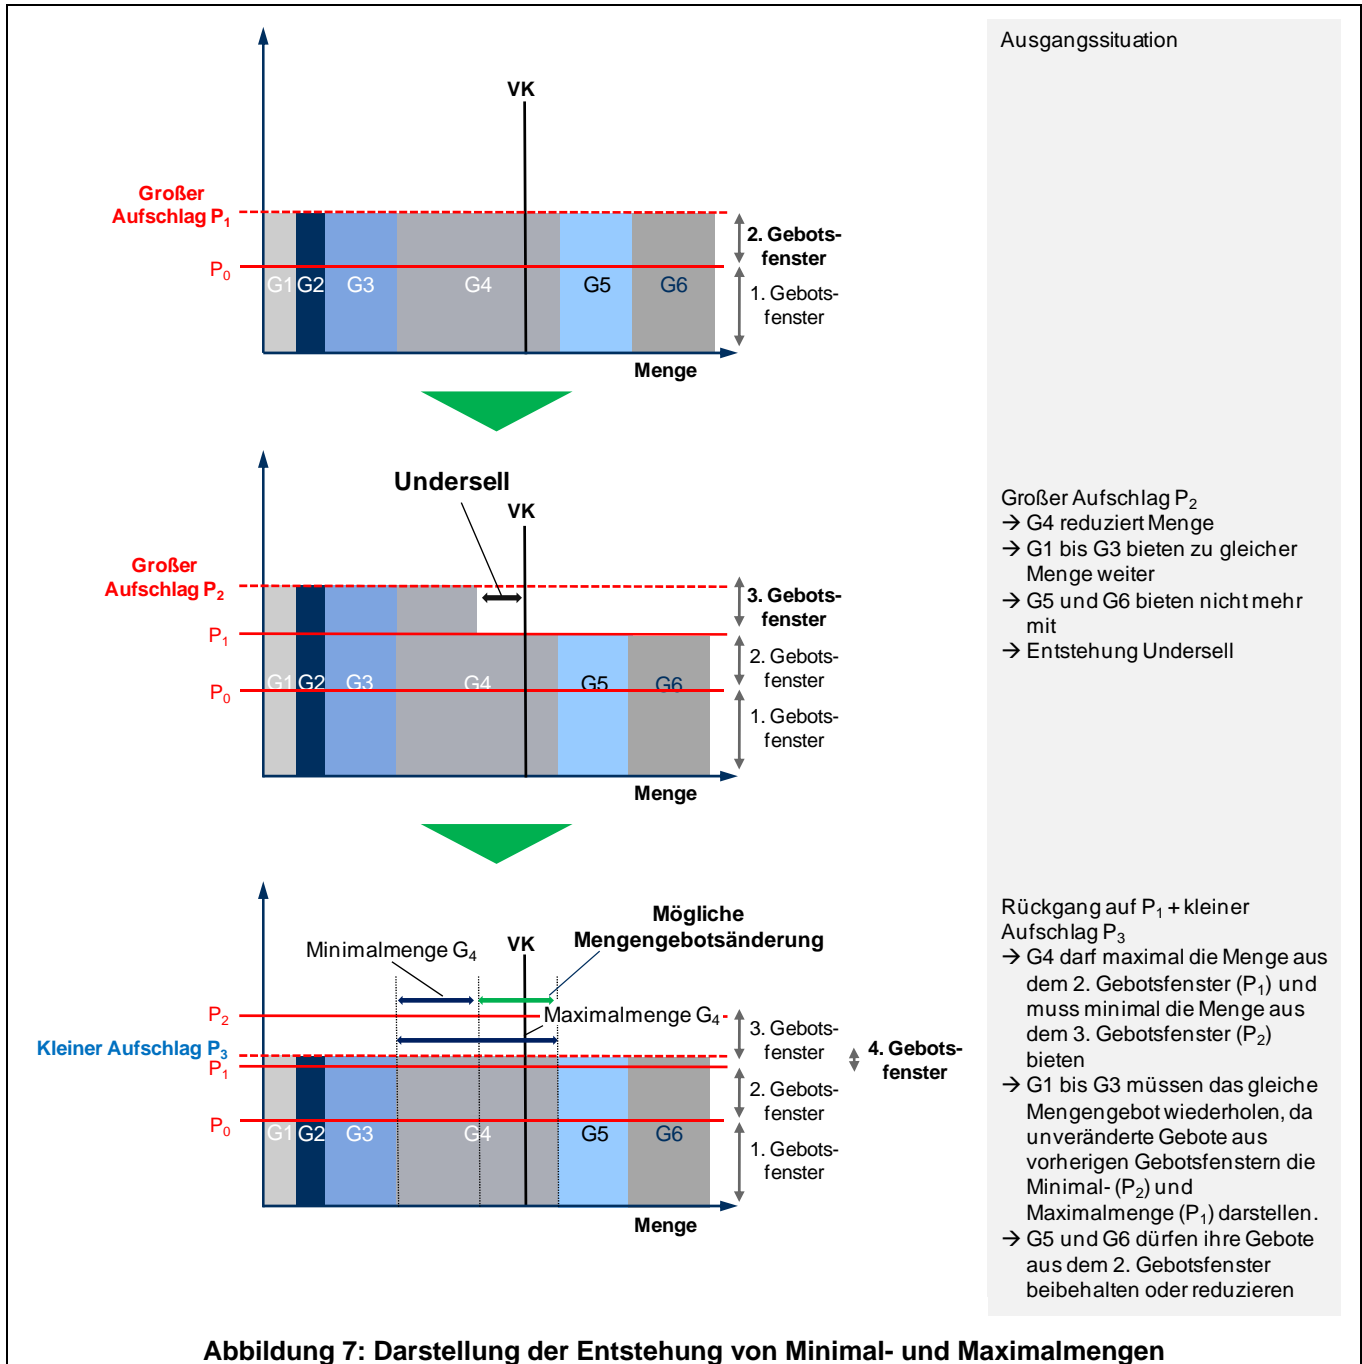 Ausgangssituation
VK
Großer
Aufschlag P₁
P₀
G1 G2 G3 G4 G5 G6
2. Gebots-
fenster
1. Gebots-
fenster
Menge
Undersell
VK
Großer
Aufschlag P₂
P₁
P₀
G1 G2 G3 G4 G5 G6
3. Gebots-
fenster
2. Gebots-
fenster
1. Gebots-
fenster
Menge
Großer Aufschlag P₂
→ G4 reduziert Menge
→ G1 bis G3 bieten zu gleicher
Menge weiter
→ G5 und G6 bieten nicht mehr
mit
→ Entstehung Undersell
Mögliche
Mengengebotsänderung
Minimalmenge G₄
VK
Maximalmenge G₄
P₂
Kleiner Aufschlag P₃
P₁
P₀
G1 G2 G3 G4 G5 G6
3. Gebots-
fenster
4. Gebots-
fenster
2. Gebots-
fenster
1. Gebots-
fenster
Menge
Rückgang auf P₁ + kleiner
Aufschlag P₃
→ G4 darf maximal die Menge aus
dem 2. Gebotsfenster (P₁) und
muss minimal die Menge aus
dem 3. Gebotsfenster (P₂)
bieten
→ G1 bis G3 müssen das gleiche
Mengengebot wiederholen, da
unveränderte Gebote aus
vorherigen Gebotsfenstern die
Minimal- (P₂) und
Maximalmenge (P₁) darstellen.
→ G5 und G6 dürfen ihre Gebote
aus dem 2. Gebotsfenster
beibehalten oder reduzieren
Abbildung 7: Darstellung der Entstehung von Minimal- und Maximalmengen